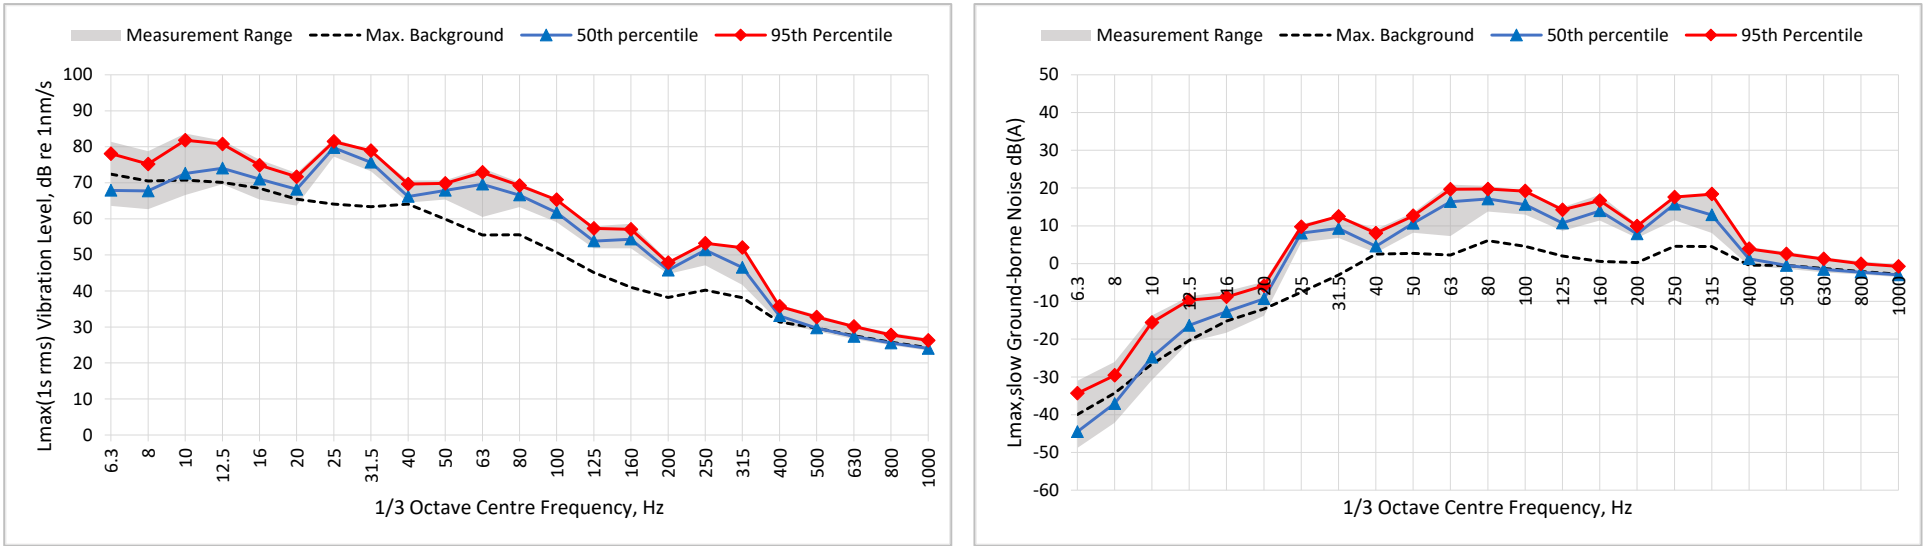 Measurement Range Max. Background 50th percentile 95th Percentile
100
90
80
70
60
50
40
30
20
10
0
Lmax(1s rms) Vibration Level, dB re 1nm/s
6.3 8 10 12.5 16 20 25 31.5 40 50 63 80 100 125 160 200 250 315 400 500 630 800 1000
1/3 Octave Centre Frequency, Hz
Measurement Range Max. Background 50th percentile 95th Percentile
50
40
30
20
10
0
-10
-20
-30
-40
-50
-60
Lmax,slow Ground-borne Noise dB(A)
6.3 8 10 12.5 16 20 25 31.5 40 50 63 80 100 125 160 200 250 315 400 500 630 800 1000
1/3 Octave Centre Frequency, Hz